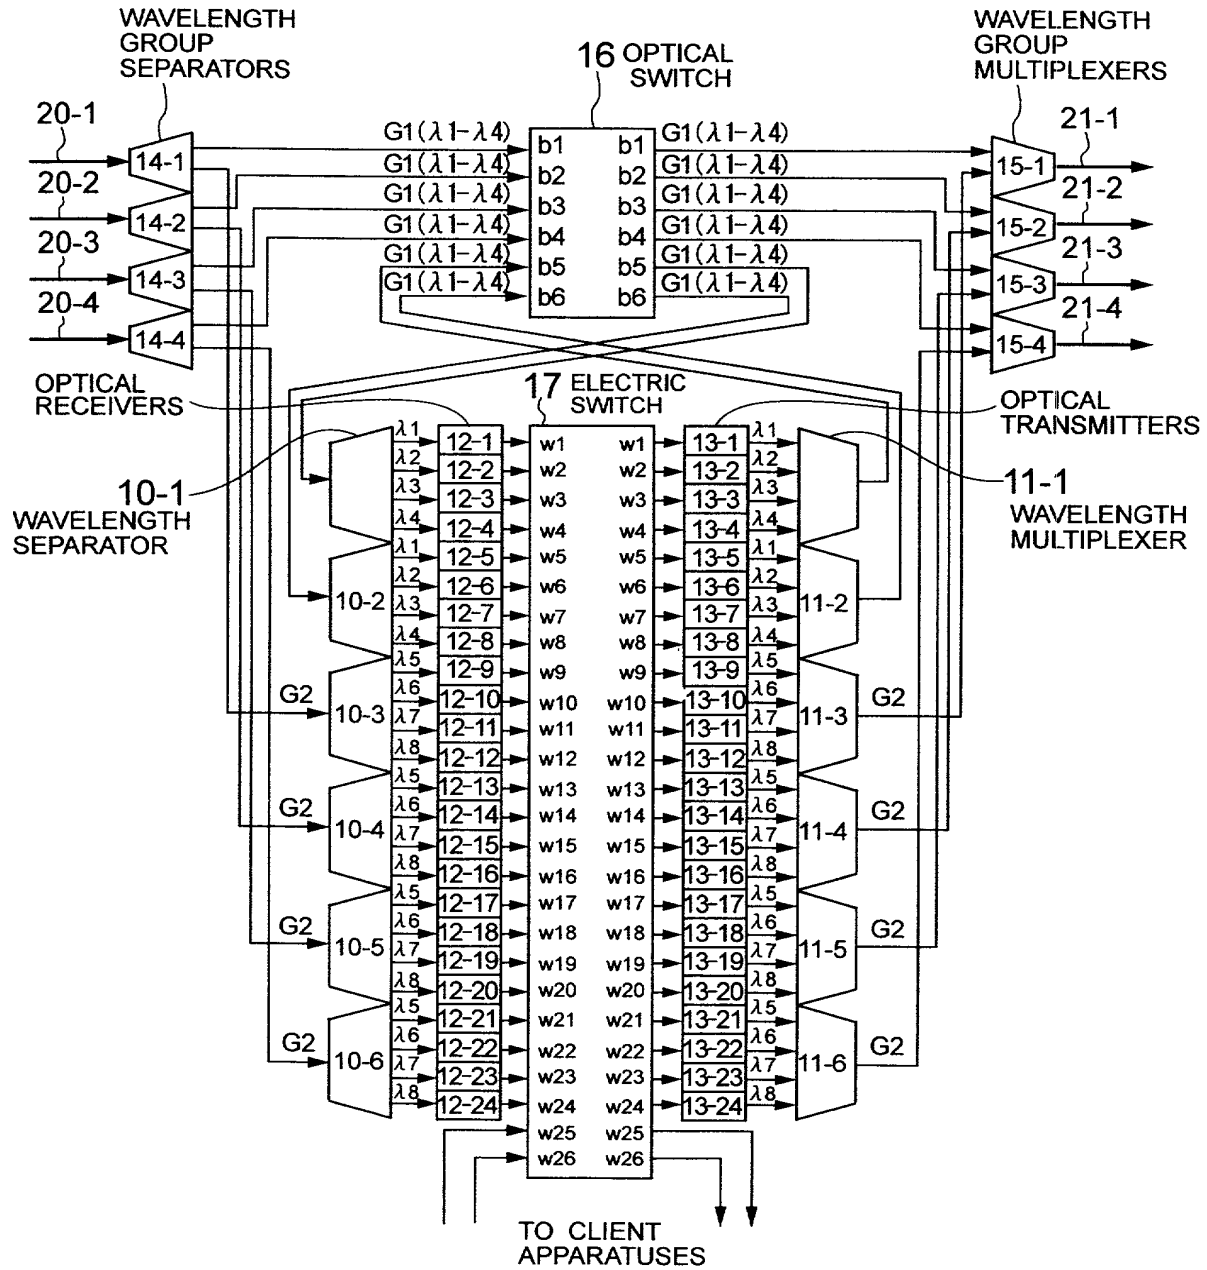 WAVELENGTH
GROUP
SEPARATORS
16 OPTICAL
SWITCH
WAVELENGTH
GROUP
MULTIPLEXERS
20-1
20-2
20-3
20-4
14-1
14-2
14-3
14-4
G1(λ1-λ4)
G1(λ1-λ4)
G1(λ1-λ4)
G1(λ1-λ4)
G1(λ1-λ4)
G1(λ1-λ4)
b1 b1
b2 b2
b3 b3
b4 b4
b5 b5
b6 b6
G1(λ1-λ4)
G1(λ1-λ4)
G1(λ1-λ4)
G1(λ1-λ4)
G1(λ1-λ4)
G1(λ1-λ4)
15-1
15-2
15-3
15-4
21-1
21-2
21-3
21-4
OPTICAL
RECEIVERS
17 ELECTRIC
SWITCH
OPTICAL
TRANSMITTERS
10-1
WAVELENGTH
SEPARATOR
11-1
WAVELENGTH
MULTIPLEXER
λ1 12-1 w1 w1 13-1 λ1
λ2 12-2 w2 w2 13-2 λ2
λ3 12-3 w3 w3 13-3 λ3
λ4 12-4 w4 w4 13-4 λ4
λ1 12-5 w5 w5 13-5 λ1
λ2 12-6 w6 w6 13-6 λ2
10-2 11-2
λ3 12-7 w7 w7 13-7 λ3
λ4 12-8 w8 w8 13-8 λ4
λ5 12-9 w9 w9 13-9 λ5
λ6 12-10 w10 w10 13-10 λ6
G2 10-3 11-3 G2
λ7 12-11 w11 w11 13-11 λ7
λ8 12-12 w12 w12 13-12 λ8
λ5 12-13 w13 w13 13-13 λ5
λ6 12-14 w14 w14 13-14 λ6
G2 10-4 11-4 G2
λ7 12-15 w15 w15 13-15 λ7
λ8 12-16 w16 w16 13-16 λ8
λ5 12-17 w17 w17 13-17 λ5
λ6 12-18 w18 w18 13-18 λ6
G2 10-5 11-5 G2
λ7 12-19 w19 w19 13-19 λ7
λ8 12-20 w20 w20 13-20 λ8
λ5 12-21 w21 w21 13-21 λ5
λ6 12-22 w22 w22 13-22 λ6
G2 10-6 11-6 G2
λ7 12-23 w23 w23 13-23 λ7
λ8 12-24 w24 w24 13-24 λ8
w25 w25
w26 w26
TO CLIENT
APPARATUSES